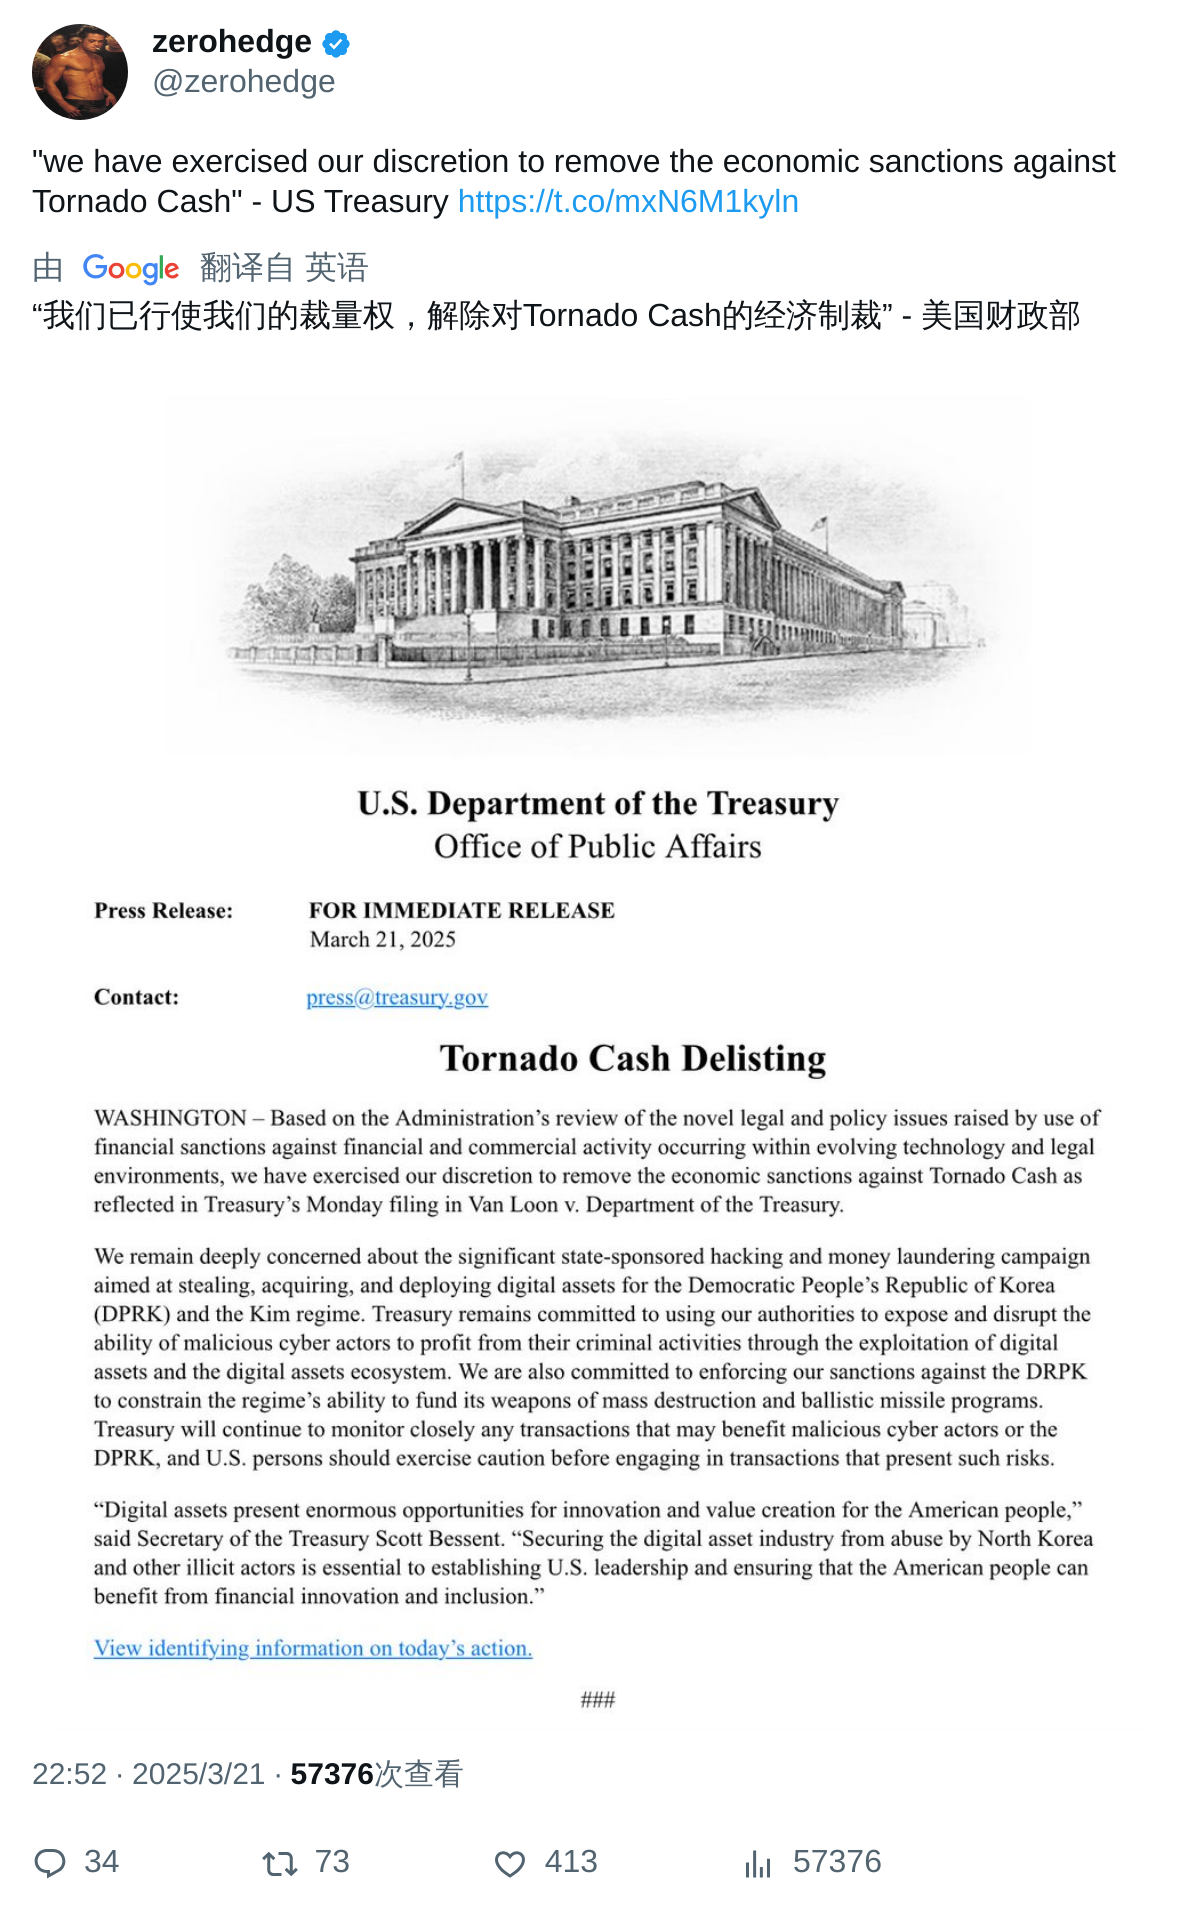 zerohedge
@zerohedge
"we have exercised our discretion to remove the economic sanctions against
Tornado Cash" - US Treasury https://t.co/mxN6M1kyln
由 Google 翻译自 英语
“我们已行使我们的裁量权，解除对Tornado Cash的经济制裁” - 美国财政部
U.S. Department of the Treasury
Office of Public Affairs
Press Release: FOR IMMEDIATE RELEASE
March 21, 2025
Contact: press@treasury.gov
Tornado Cash Delisting
WASHINGTON – Based on the Administration’s review of the novel legal and policy issues raised by use of
financial sanctions against financial and commercial activity occurring within evolving technology and legal
environments, we have exercised our discretion to remove the economic sanctions against Tornado Cash as
reflected in Treasury’s Monday filing in Van Loon v. Department of the Treasury.
We remain deeply concerned about the significant state-sponsored hacking and money laundering campaign
aimed at stealing, acquiring, and deploying digital assets for the Democratic People’s Republic of Korea
(DPRK) and the Kim regime. Treasury remains committed to using our authorities to expose and disrupt the
ability of malicious cyber actors to profit from their criminal activities through the exploitation of digital
assets and the digital assets ecosystem. We are also committed to enforcing our sanctions against the DRPK
to constrain the regime’s ability to fund its weapons of mass destruction and ballistic missile programs.
Treasury will continue to monitor closely any transactions that may benefit malicious cyber actors or the
DPRK, and U.S. persons should exercise caution before engaging in transactions that present such risks.
“Digital assets present enormous opportunities for innovation and value creation for the American people,”
said Secretary of the Treasury Scott Bessent. “Securing the digital asset industry from abuse by North Korea
and other illicit actors is essential to establishing U.S. leadership and ensuring that the American people can
benefit from financial innovation and inclusion.”
View identifying information on today’s action.
###
22:52 · 2025/3/21 · 57376次查看
34 73 413 57376